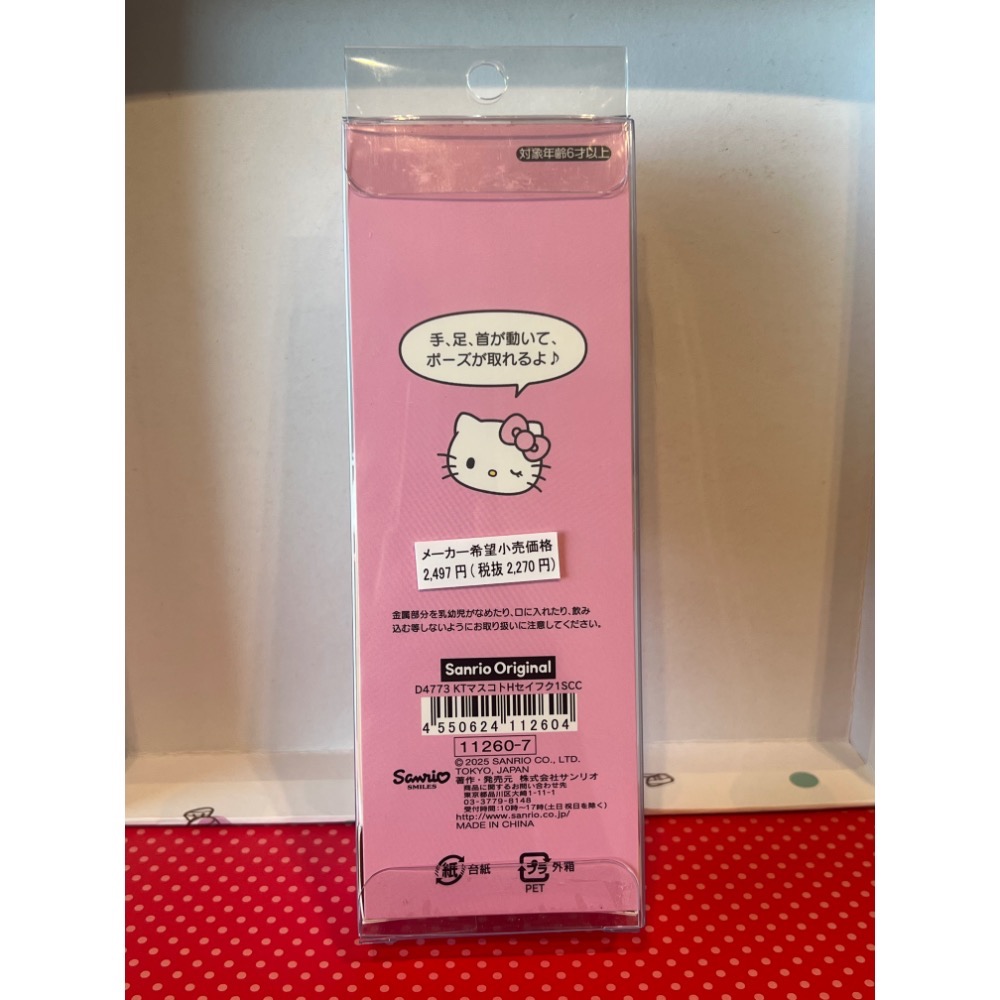 対象年齢6才以上
手、足、首が動いて、
ポーズが取れるよ♪
メーカー希望小売価格
2,497円(税抜2,270円)
金属部分を乳幼児がなめたり、口に入れたり、飲み
込む等しないようにお取り扱いに注意してください。
Sanrio Original
D4773 KTマスコトHセイフク1SCC
4 550624 112604
11260-7
©2025 SANRIO CO., LTD.
TOKYO, JAPAN
Sanrio
SMILES
著作・発売元 株式会社サンリオ
商品に関するお問い合わせ先
東京都品川区大崎1-11-1
03-3779-8148
受付時間:10時~17時(土日祝日を除く)
http://www.sanrio.co.jp/
MADE IN CHINA
紙 台紙
プラ 外箱
PET